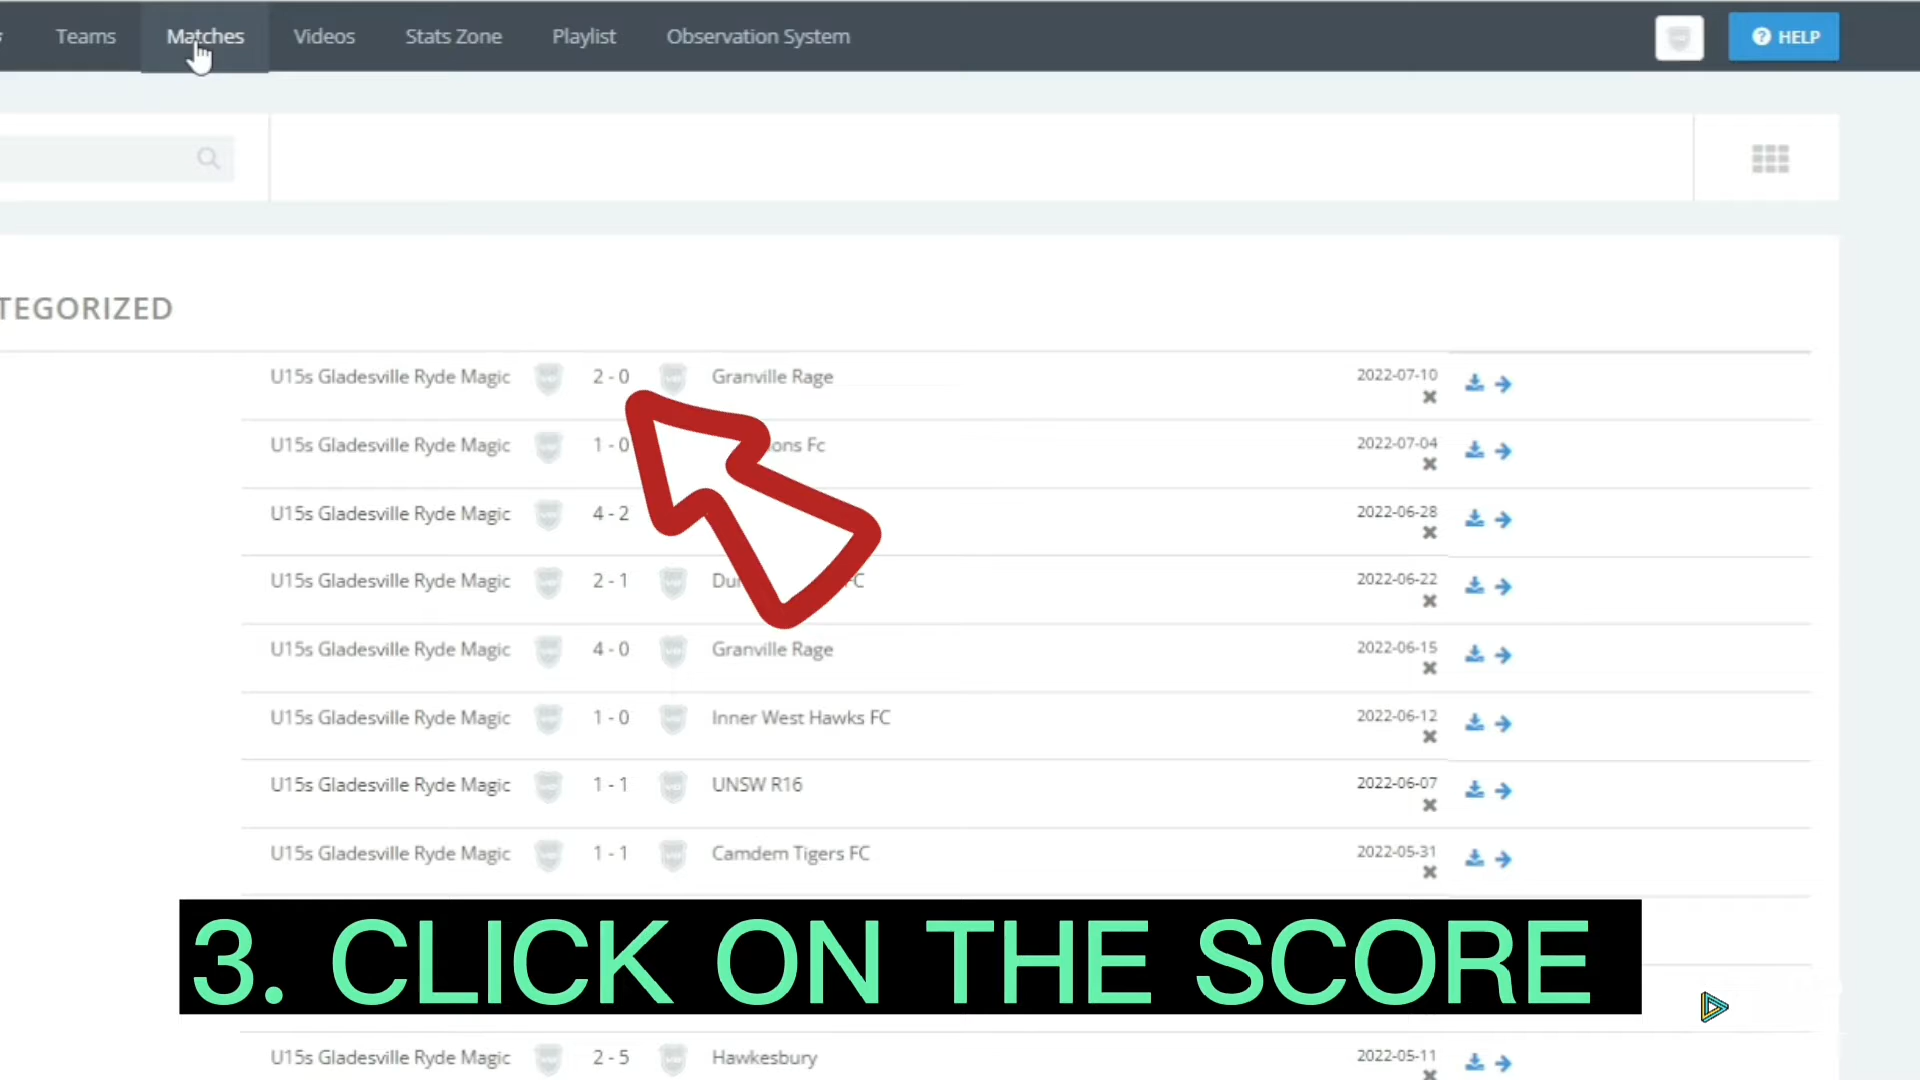 Teams Matches Videos Stats Zone Playlist Observation System HELP
TEGORIZED
U15s Gladesville Ryde Magic 2 - 0 Granville Rage 2022-07-10
U15s Gladesville Ryde Magic 1 - 0 ons Fc 2022-07-04
U15s Gladesville Ryde Magic 4 - 2 2022-06-28
U15s Gladesville Ryde Magic 2 - 1 Du FC 2022-06-22
U15s Gladesville Ryde Magic 4 - 0 Granville Rage 2022-06-15
U15s Gladesville Ryde Magic 1 - 0 Inner West Hawks FC 2022-06-12
U15s Gladesville Ryde Magic 1 - 1 UNSW R16 2022-06-07
U15s Gladesville Ryde Magic 1 - 1 Camdem Tigers FC 2022-05-31
3. CLICK ON THE SCORE
U15s Gladesville Ryde Magic 2 - 5 Hawkesbury 2022-05-11